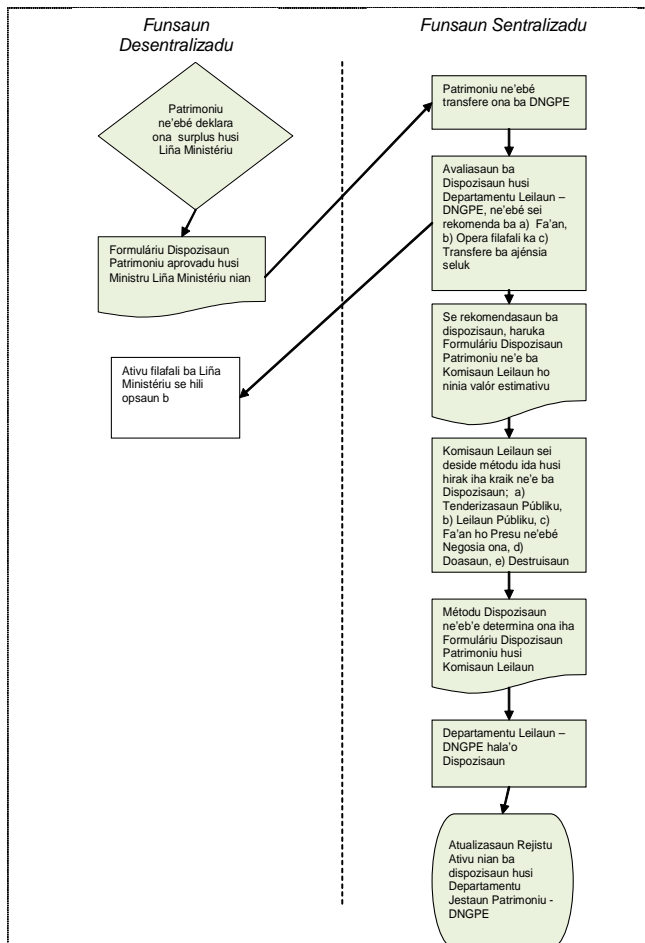 Funsaun
Desentralizadu
Funsaun Sentralizadu
Patrimoniu
ne'ebé deklara
ona surplus husi
Liña Ministériu
Formuláriu Dispozisaun
Patrimoniu aprovadu husi
Ministru Liña Ministériu nian
Ativu filafali ba Liña
Ministériu se hili
opsaun b
Patrimoniu ne'ebé
transfere ona ba DNGPE
Avaliasaun ba
Dispozisaun husi
Departamentu Leilaun –
DNGPE, ne'ebé sei
rekomenda ba a) Fa'an,
b) Opera filafali ka c)
Transfere ba ajénsia
seluk
Se rekomendasaun ba
dispozisaun, haruka
Formuláriu Dispozisaun
Patrimoniu ne'e ba
Komisaun Leilaun ho
ninia valór estimativu
Komisaun Leilaun sei
deside métodu ida husi
hirak iha kraik ne'e ba
Dispozisaun; a)
Tenderizasaun Públiku,
b) Leilaun Públiku, c)
Fa'an ho Presu ne'ebé
Negosia ona, d)
Doasaun, e) Destruisaun
Métodu Dispozisaun
ne'eb'e determina ona iha
Formuláriu Dispozisaun
Patrimoniu husi
Komisaun Leilaun
Departamentu Leilaun –
DNGPE hala'o
Dispozisaun
Atualizasaun Rejistu
Ativu nian ba
dispozisaun husi
Departamentu
Jestaun Patrimoniu -
DNGPE